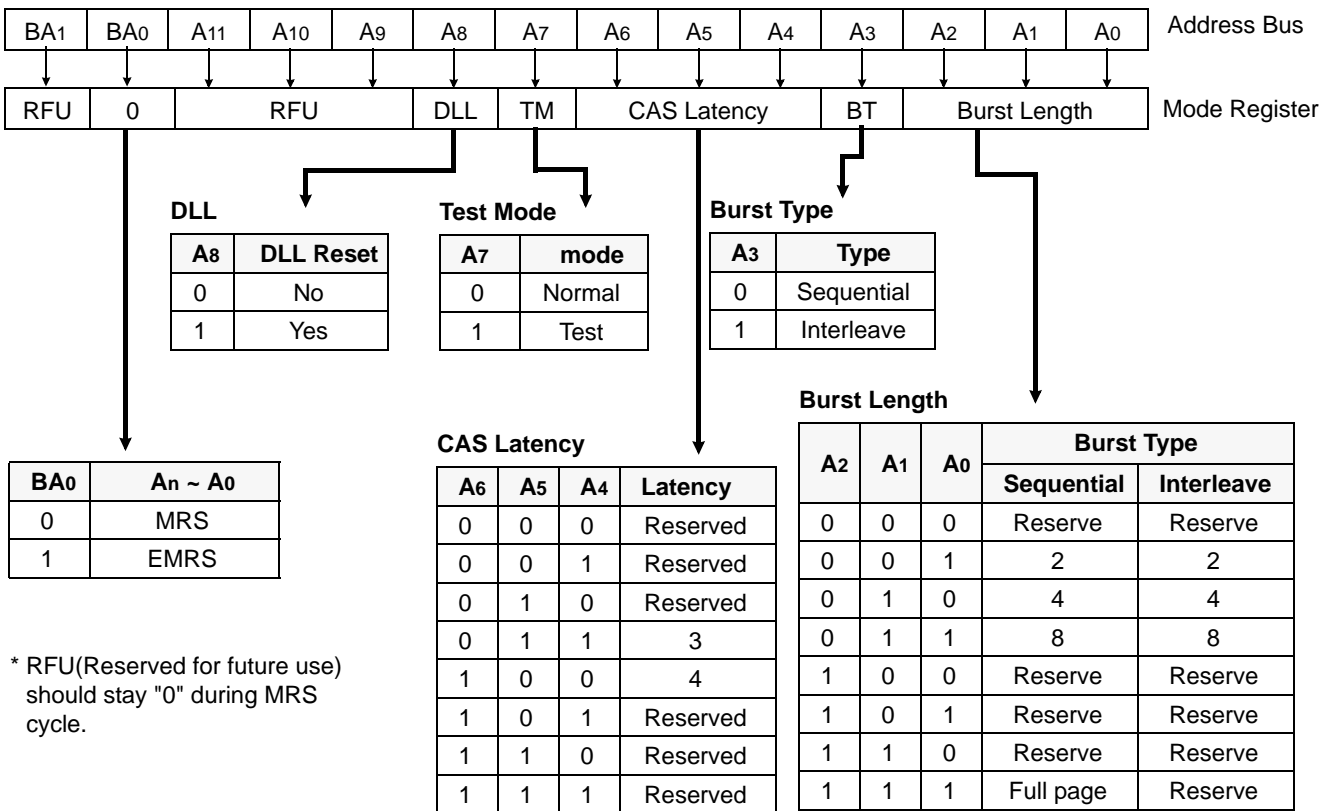 BA1 BA0 A11 A10 A9 A8 A7 A6 A5 A4 A3 A2 A1 A0 Address Bus
RFU 0 RFU DLL TM CAS Latency BT Burst Length Mode Register
DLL
A8 DLL Reset
0 No
1 Yes
Test Mode
A7 mode
0 Normal
1 Test
Burst Type
A3 Type
0 Sequential
1 Interleave
BA0 An ~ A0
0 MRS
1 EMRS
* RFU(Reserved for future use)
should stay "0" during MRS
cycle.
CAS Latency
A6 A5 A4 Latency
0 0 0 Reserved
0 0 1 Reserved
0 1 0 Reserved
0 1 1 3
1 0 0 4
1 0 1 Reserved
1 1 0 Reserved
1 1 1 Reserved
Burst Length
A2 A1 A0 Burst Type
Sequential Interleave
0 0 0 Reserve Reserve
0 0 1 2 2
0 1 0 4 4
0 1 1 8 8
1 0 0 Reserve Reserve
1 0 1 Reserve Reserve
1 1 0 Reserve Reserve
1 1 1 Full page Reserve